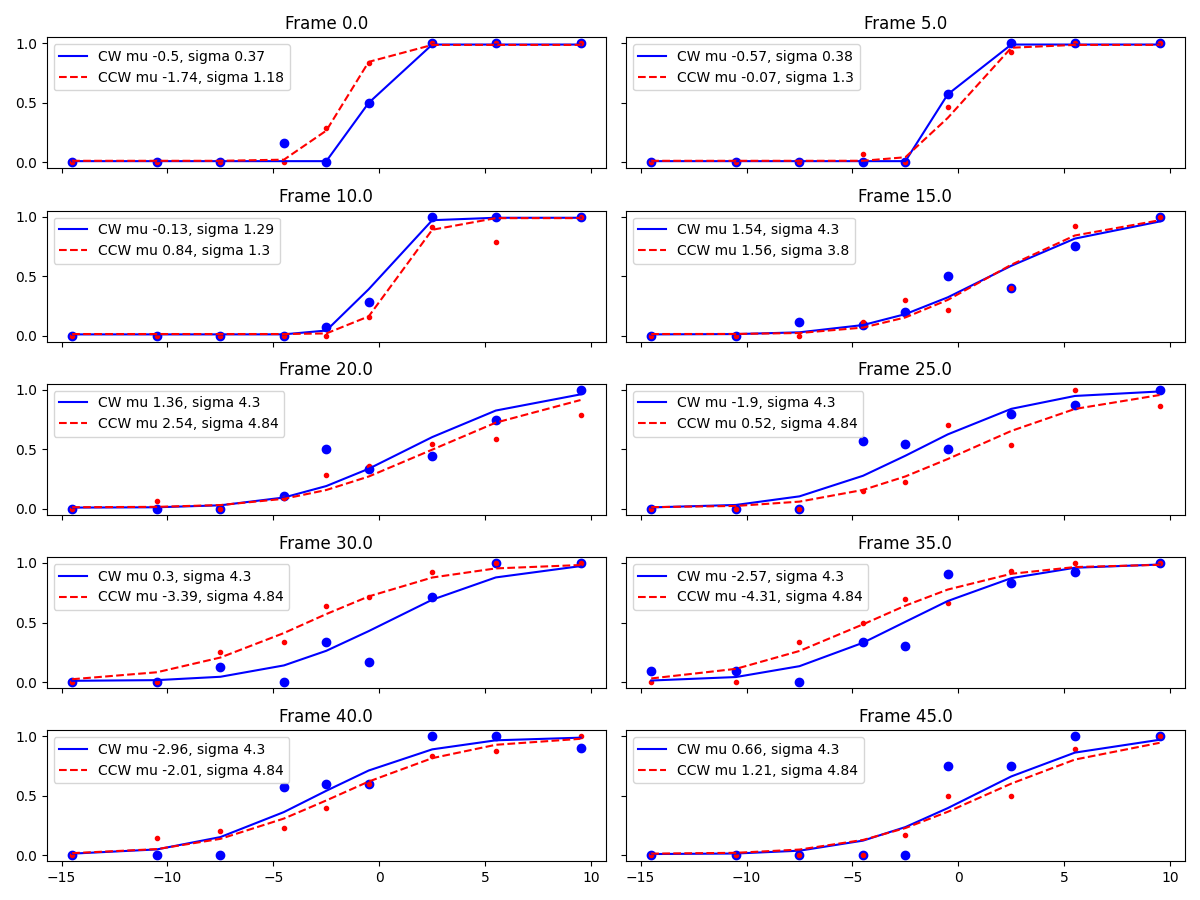 Frame 0.0
CW mu -0.5, sigma 0.37
CCW mu -1.74, sigma 1.18
1.0
0.5
0.0
Frame 5.0
CW mu -0.57, sigma 0.38
CCW mu -0.07, sigma 1.3
Frame 10.0
CW mu -0.13, sigma 1.29
CCW mu 0.84, sigma 1.3
1.0
0.5
0.0
Frame 15.0
CW mu 1.54, sigma 4.3
CCW mu 1.56, sigma 3.8
Frame 20.0
CW mu 1.36, sigma 4.3
CCW mu 2.54, sigma 4.84
1.0
0.5
0.0
Frame 25.0
CW mu -1.9, sigma 4.3
CCW mu 0.52, sigma 4.84
Frame 30.0
CW mu 0.3, sigma 4.3
CCW mu -3.39, sigma 4.84
1.0
0.5
0.0
Frame 35.0
CW mu -2.57, sigma 4.3
CCW mu -4.31, sigma 4.84
Frame 40.0
CW mu -2.96, sigma 4.3
CCW mu -2.01, sigma 4.84
1.0
0.5
0.0
−15 −10 −5 0 5 10
Frame 45.0
CW mu 0.66, sigma 4.3
CCW mu 1.21, sigma 4.84
−15 −10 −5 0 5 10